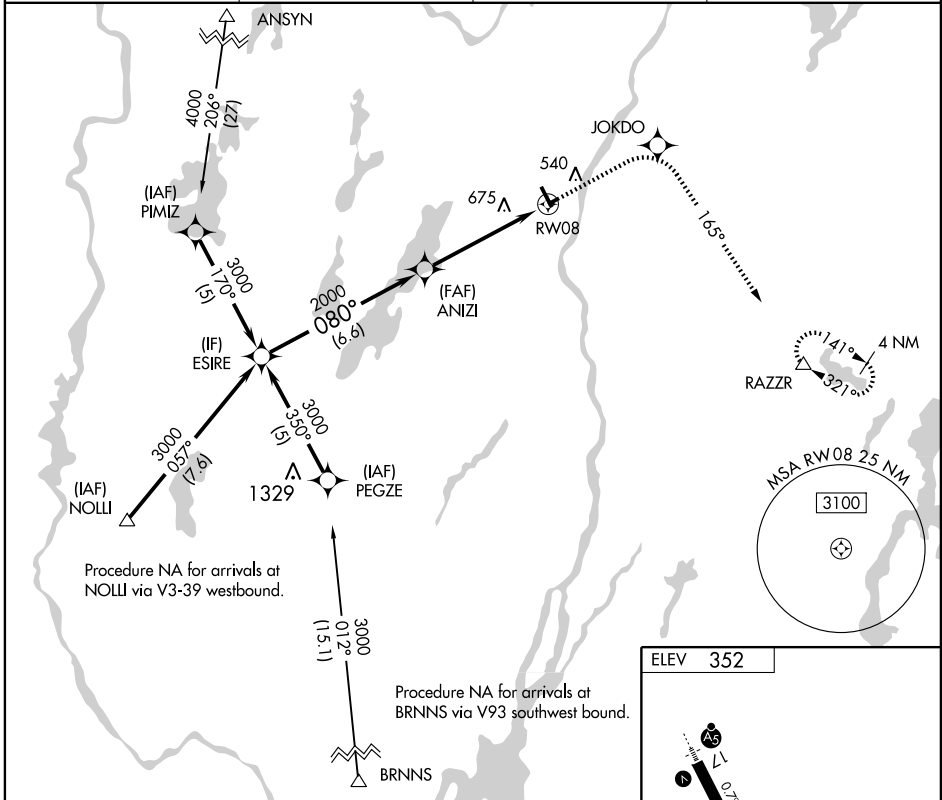 ANSYN
4000
206°
(27)
(IAF)
PIMIZ
3000
170°
(5)
JOKDO
540
675
RW08
165°
2000
080°
(6.6)
(FAF)
ANIZI
(IF)
ESIRE
141°
4 NM
RAZZR
321°
3000
057°
(7.6)
3000
350°
(5)
(IAF)
NOLLI
1329
(IAF)
PEGZE
MSA RW08 25 NM
3100
Procedure NA for arrivals at
NOLLI via V3-39 westbound.
3000
012°
(15.1)
Procedure NA for arrivals at
BRNNS via V93 southwest bound.
BRNNS
ELEV 352
A5
17
V
0.7°